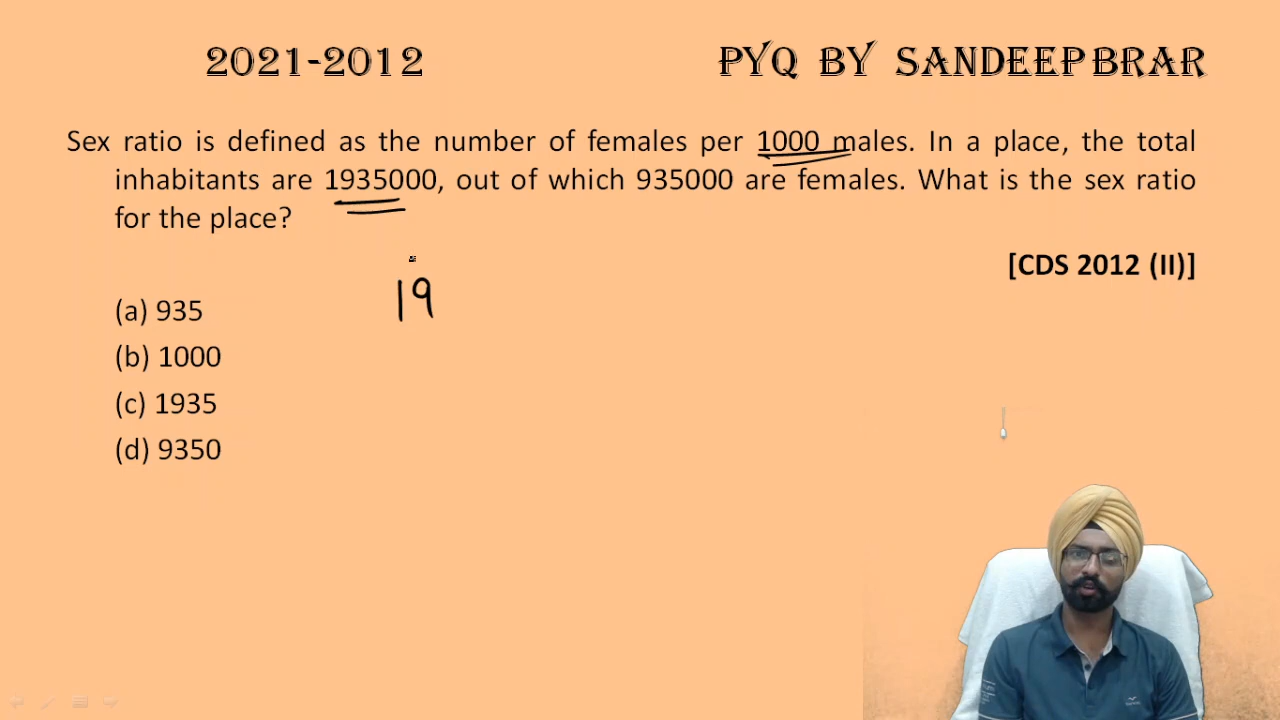 2021-2012 PYQ BY SANDEEP BRAR
Sex ratio is defined as the number of females per 1000 males. In a place, the total
inhabitants are 1935000, out of which 935000 are females. What is the sex ratio
for the place?
[CDS 2012 (II)]
19
(a) 935
(b) 1000
(c) 1935
(d) 9350